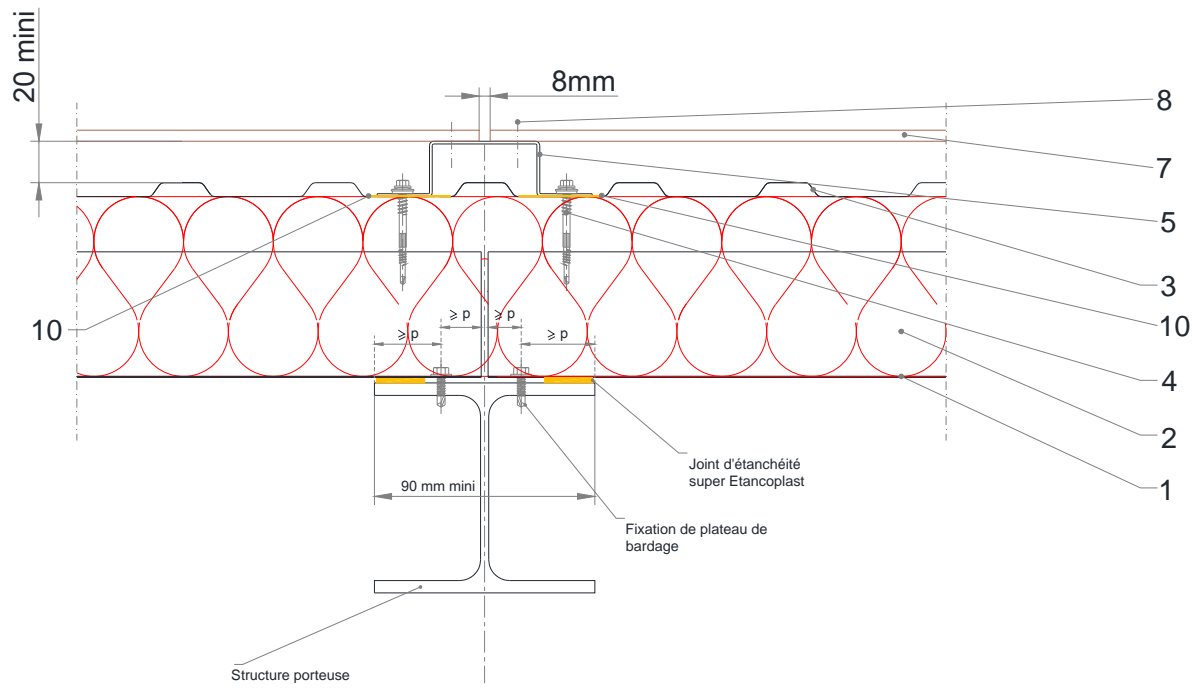 20 mini
8mm
8
7
5
3
10
10
4
2
1
⩾ p
⩾ p
⩾ p
⩾ p
90 mm mini
Joint d'étanchéité
super Etancoplast
Fixation de plateau de
bardage
Structure porteuse